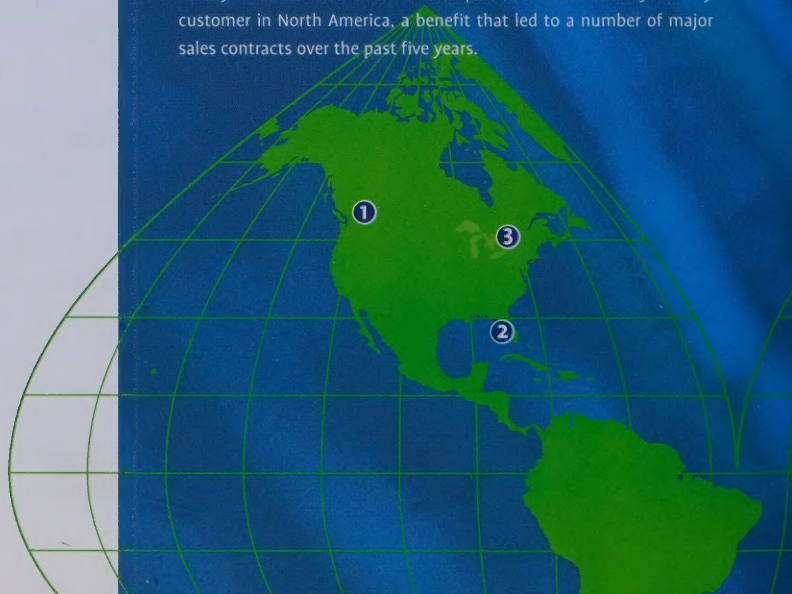 customer in North America, a benefit that led to a number of major
sales contracts over the past five years.
1
3
2